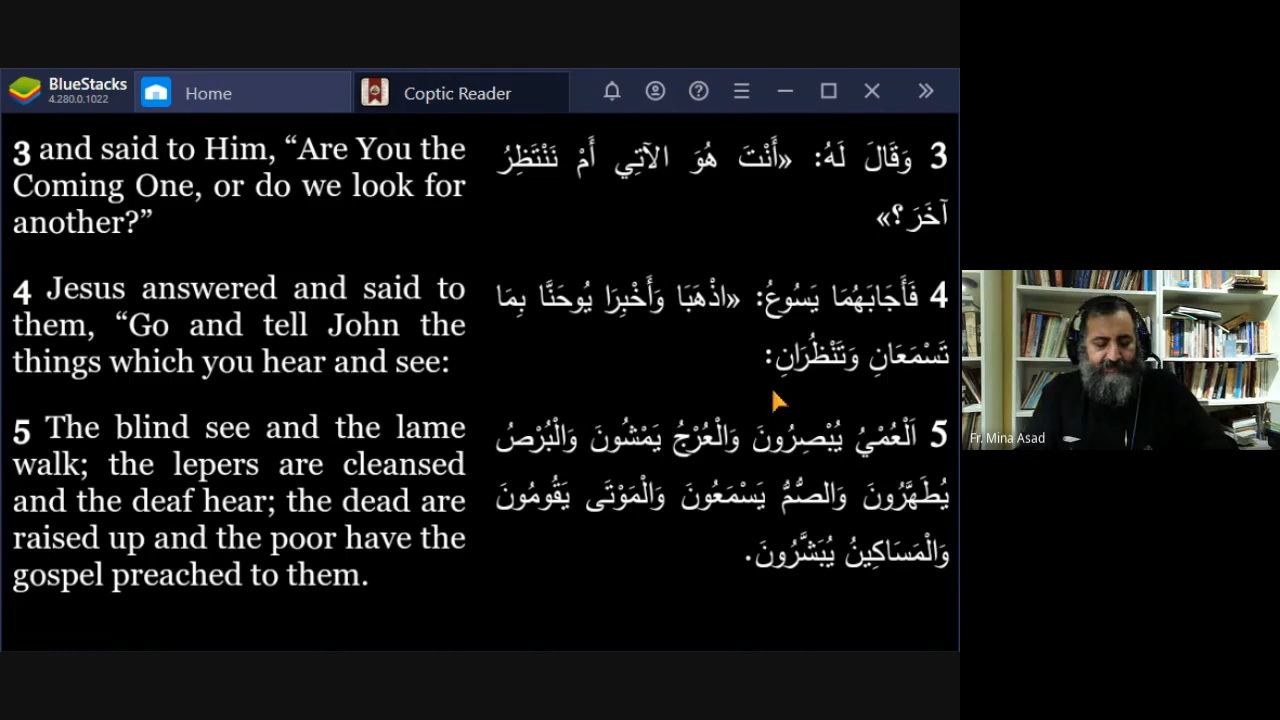 BlueStacks
4.280.0.1022
Home
Coptic Reader
3 and said to Him, “Are You the
Coming One, or do we look for
another?”
4 Jesus answered and said to
them, “Go and tell John the
things which you hear and see:
5 The blind see and the lame
walk; the lepers are cleansed
and the deaf hear; the dead are
raised up and the poor have the
gospel preached to them.
3 وَقَالَ لَهُ: «أَنْتَ هُوَ الآتِي أَمْ نَنْتَظِرُ
آخَرَ؟»
4 فَأَجَابَهُمَا يَسُوعُ: «اذْهَبَا وَأَخْبِرَا يُوحَنَّا بِمَا
تَسْمَعَانِ وَتَنْظُرَانِ:
5 اَلْعُمْيُ يُبْصِرُونَ وَالْعُرْجُ يَمْشُونَ وَالْبُرْصُ
يُطَهَّرُونَ وَالصُّمُّ يَسْمَعُونَ وَالْمَوْتَى يَقُومُونَ
وَالْمَسَاكِينُ يُبَشَّرُونَ.
Fr. Mina Asad